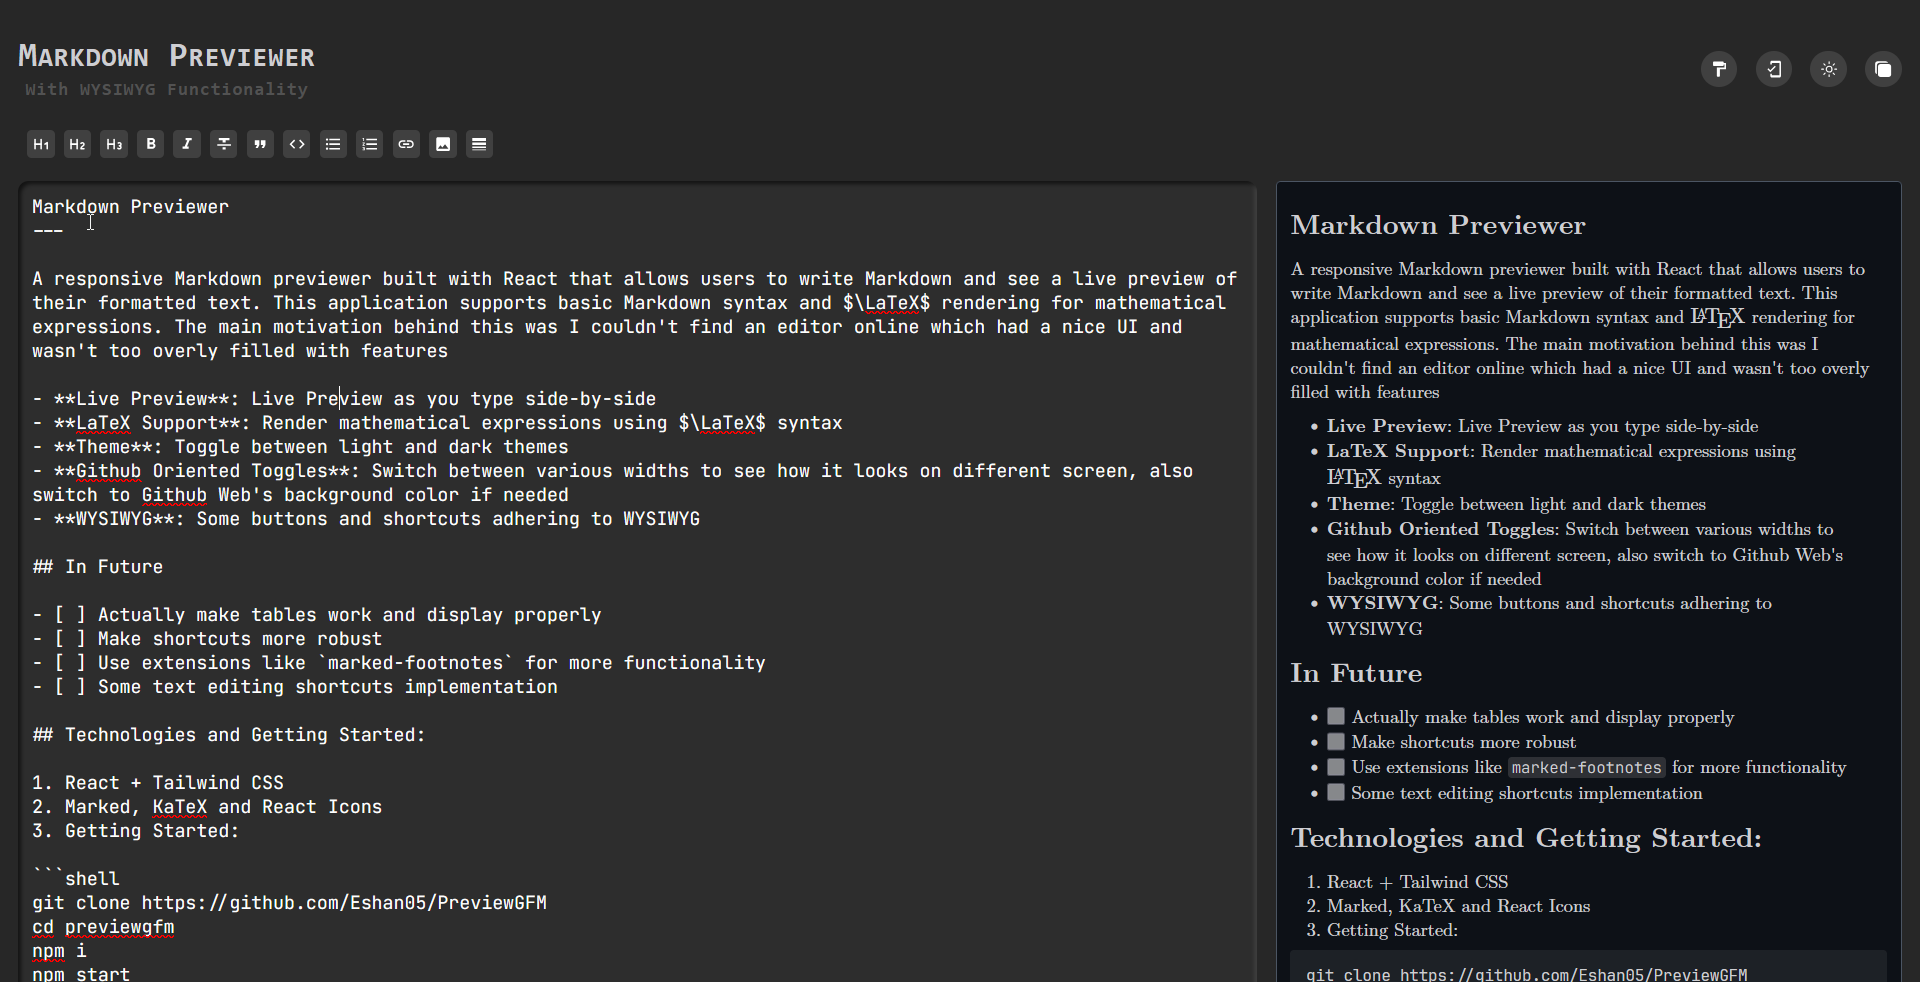 Markdown Previewer
With WYSIWYG Functionality
H1 H2 H3 B I
Markdown Previewer
---
A responsive Markdown previewer built with React that allows users to write Markdown and see a live preview of
their formatted text. This application supports basic Markdown syntax and $\LaTeX$ rendering for mathematical
expressions. The main motivation behind this was I couldn't find an editor online which had a nice UI and
wasn't too overly filled with features
- **Live Preview**: Live Preview as you type side-by-side
- **LaTeX Support**: Render mathematical expressions using $\LaTeX$ syntax
- **Theme**: Toggle between light and dark themes
- **Github Oriented Toggles**: Switch between various widths to see how it looks on different screen, also
switch to Github Web's background color if needed
- **WYSIWYG**: Some buttons and shortcuts adhering to WYSIWYG
## In Future
- [ ] Actually make tables work and display properly
- [ ] Make shortcuts more robust
- [ ] Use extensions like `marked-footnotes` for more functionality
- [ ] Some text editing shortcuts implementation
## Technologies and Getting Started:
1. React + Tailwind CSS
2. Marked, KaTeX and React Icons
3. Getting Started:
```shell
git clone https://github.com/Eshan05/PreviewGFM
cd previewgfm
npm i
npm start
Markdown Previewer
A responsive Markdown previewer built with React that allows users to
write Markdown and see a live preview of their formatted text. This
application supports basic Markdown syntax and LATEX rendering for
mathematical expressions. The main motivation behind this was I
couldn't find an editor online which had a nice UI and wasn't too overly
filled with features
• Live Preview: Live Preview as you type side-by-side
• LaTeX Support: Render mathematical expressions using
LATEX syntax
• Theme: Toggle between light and dark themes
• Github Oriented Toggles: Switch between various widths to
see how it looks on different screen, also switch to Github Web's
background color if needed
• WYSIWYG: Some buttons and shortcuts adhering to
WYSIWYG
In Future
• Actually make tables work and display properly
• Make shortcuts more robust
• Use extensions like marked-footnotes for more functionality
• Some text editing shortcuts implementation
Technologies and Getting Started:
1. React + Tailwind CSS
2. Marked, KaTeX and React Icons
3. Getting Started:
git clone https://github.com/Eshan05/PreviewGFM